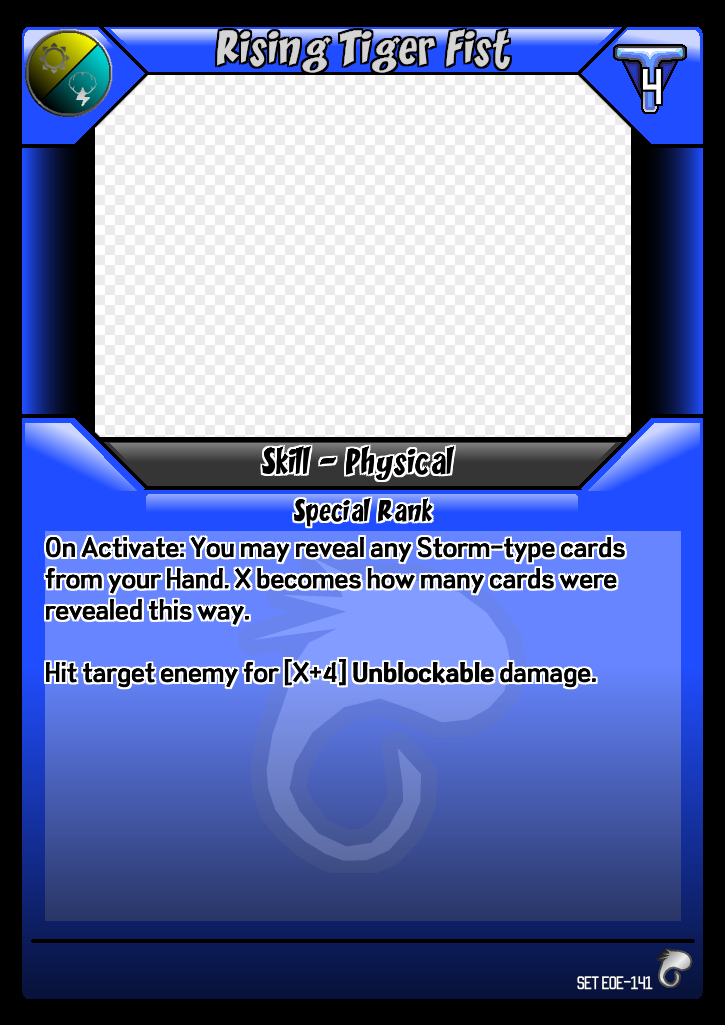 Rising Tiger Fist
4
Skill - Physical
Special Rank
On Activate: You may reveal any Storm-type cards
from your Hand. X becomes how many cards were
revealed this way.
Hit target enemy for [X+4] Unblockable damage.
SET EOE-141